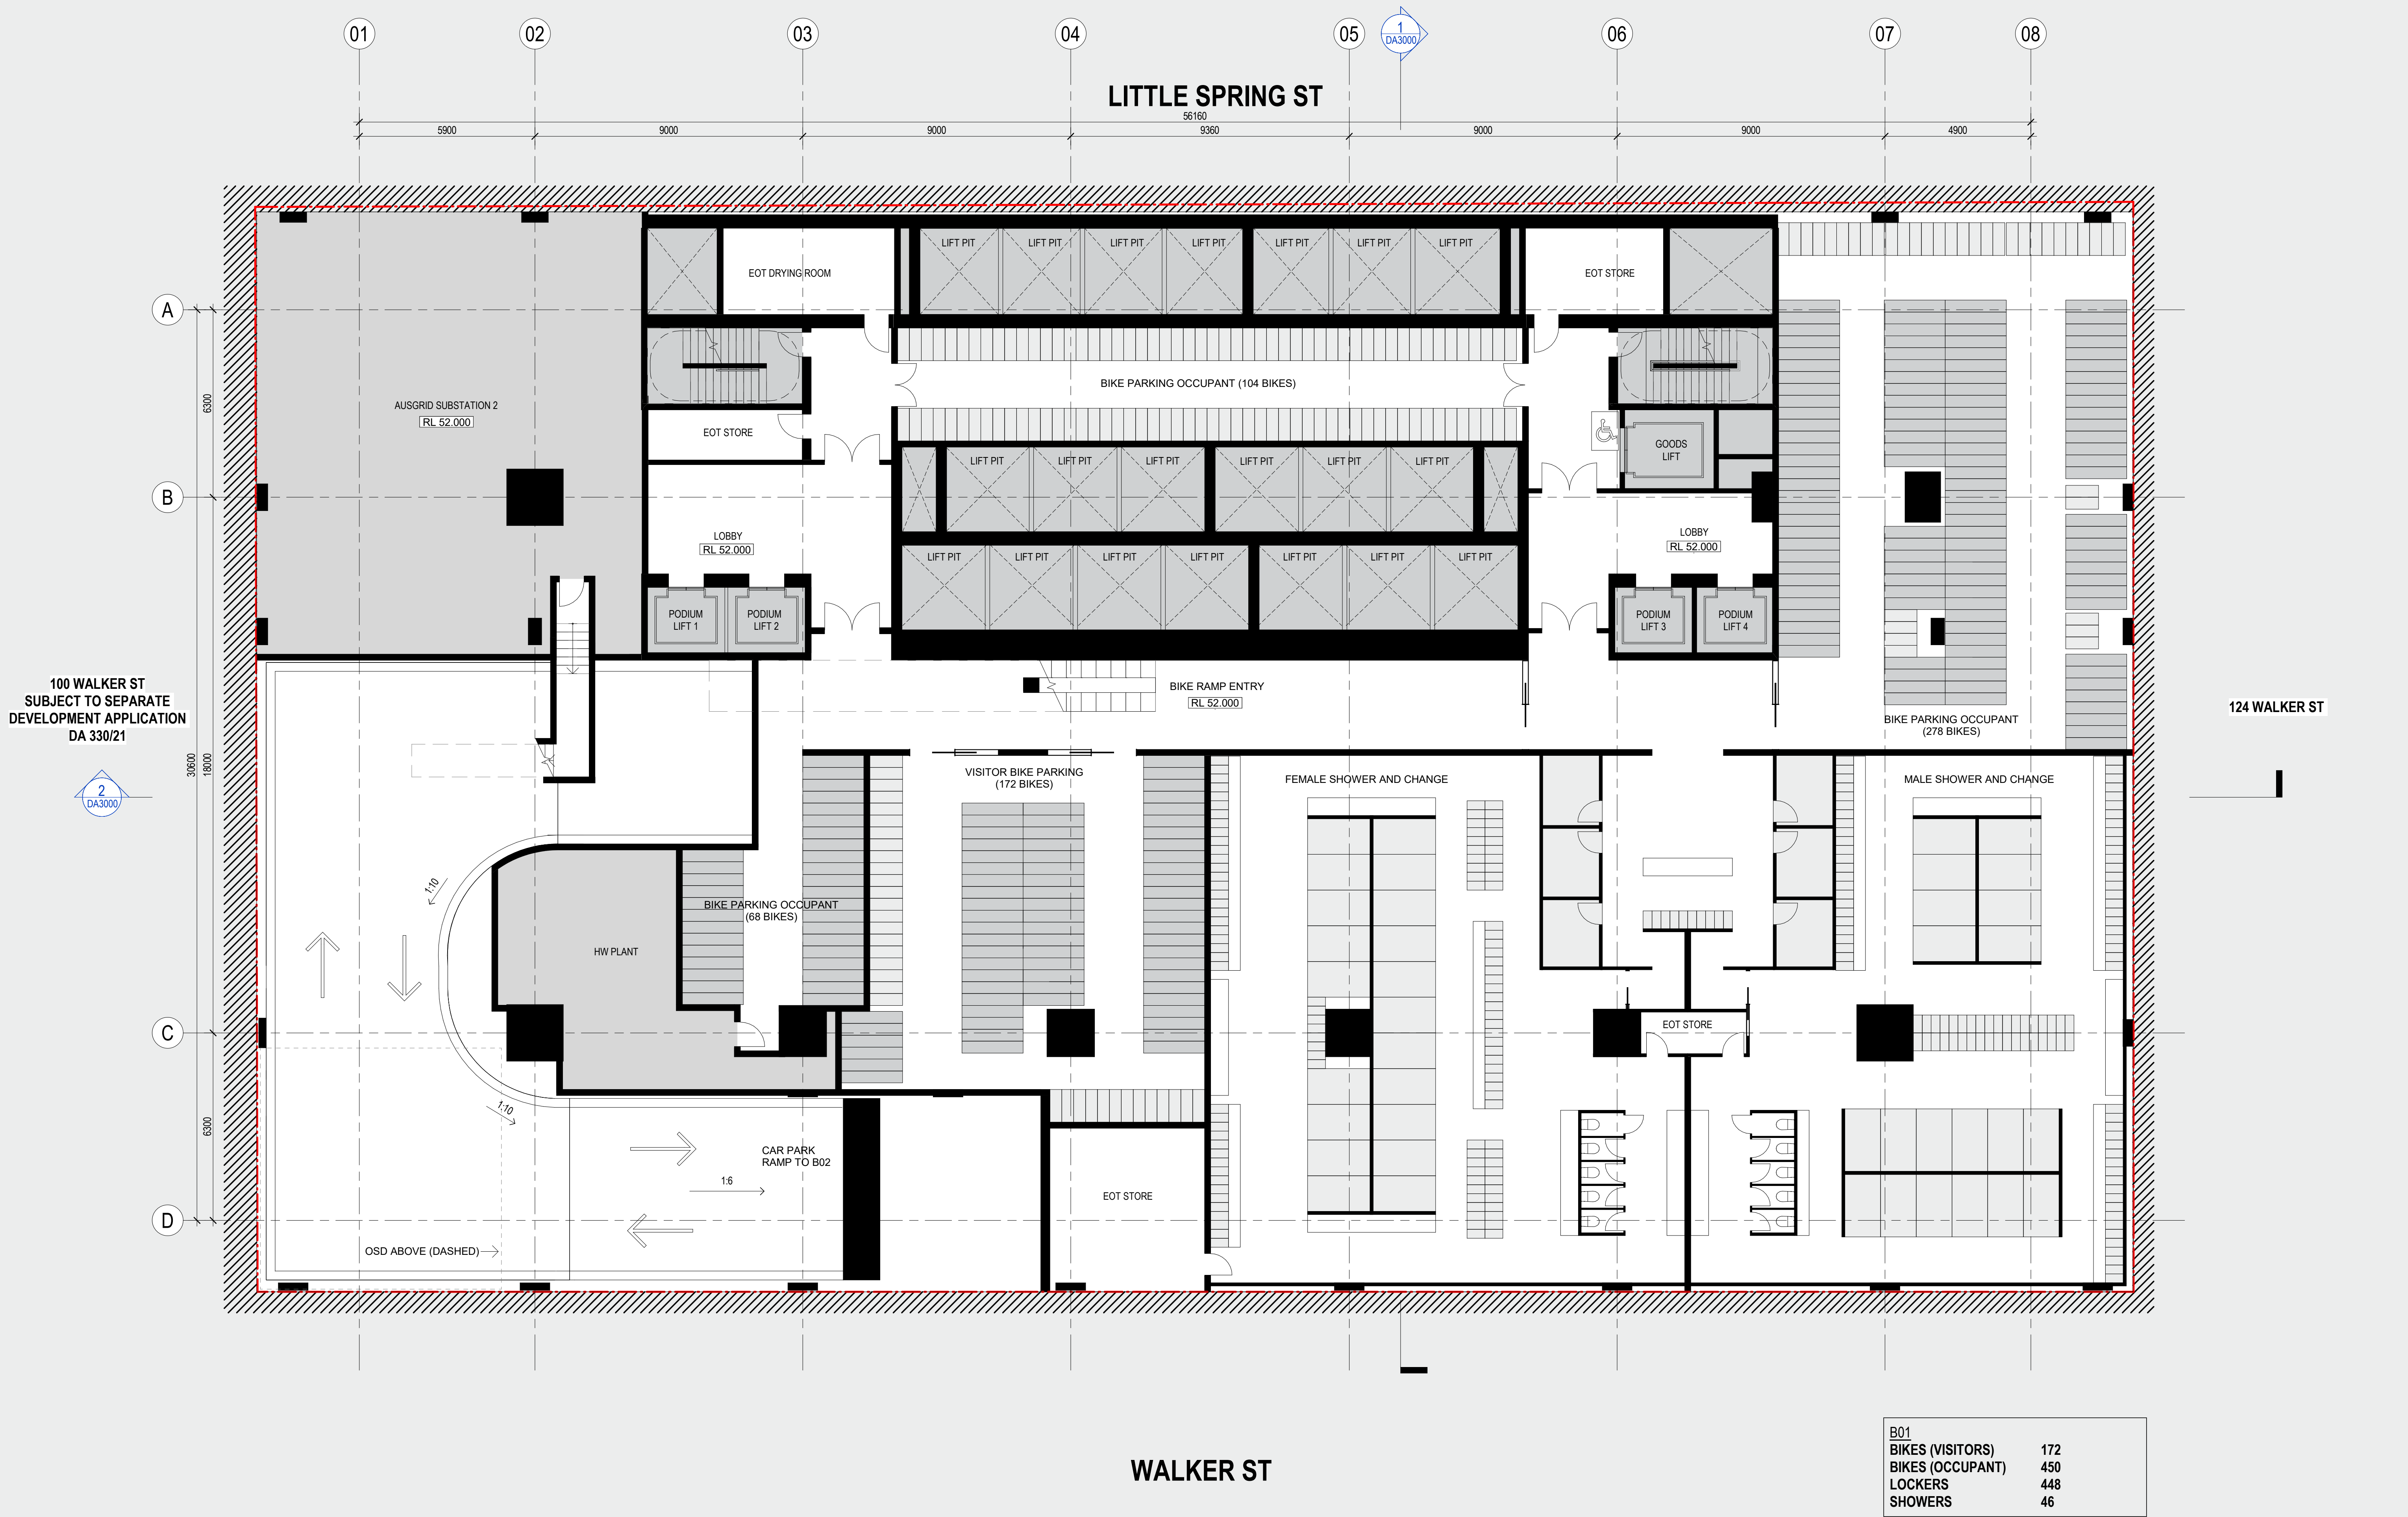 01
02
03
04
05
1
DA3000
06
07
08
LITTLE SPRING ST
56160
5900
9000
9000
9360
9000
9000
4900
LIFT PIT
LIFT PIT
LIFT PIT
LIFT PIT
LIFT PIT
LIFT PIT
LIFT PIT
EOT DRYING ROOM
EOT STORE
A
BIKE PARKING OCCUPANT (104 BIKES)
6300
AUSGRID SUBSTATION 2
RL 52.000
EOT STORE
GOODS
LIFT
LIFT PIT
LIFT PIT
LIFT PIT
LIFT PIT
LIFT PIT
LIFT PIT
B
LOBBY
RL 52.000
LOBBY
RL 52.000
LIFT PIT
LIFT PIT
LIFT PIT
LIFT PIT
LIFT PIT
LIFT PIT
LIFT PIT
PODIUM
LIFT 1
PODIUM
LIFT 2
PODIUM
LIFT 3
PODIUM
LIFT 4
100 WALKER ST
SUBJECT TO SEPARATE
DEVELOPMENT APPLICATION
DA 330/21
BIKE RAMP ENTRY
RL 52.000
124 WALKER ST
BIKE PARKING OCCUPANT
(278 BIKES)
30600
18000
2
DA3000
VISITOR BIKE PARKING
(172 BIKES)
FEMALE SHOWER AND CHANGE
MALE SHOWER AND CHANGE
1:10
BIKE PARKING OCCUPANT
(68 BIKES)
HW PLANT
C
EOT STORE
1:10
6300
CAR PARK
RAMP TO B02
1:6
EOT STORE
D
OSD ABOVE (DASHED)
WALKER ST
B01
BIKES (VISITORS) 172
BIKES (OCCUPANT) 450
LOCKERS 448
SHOWERS 46